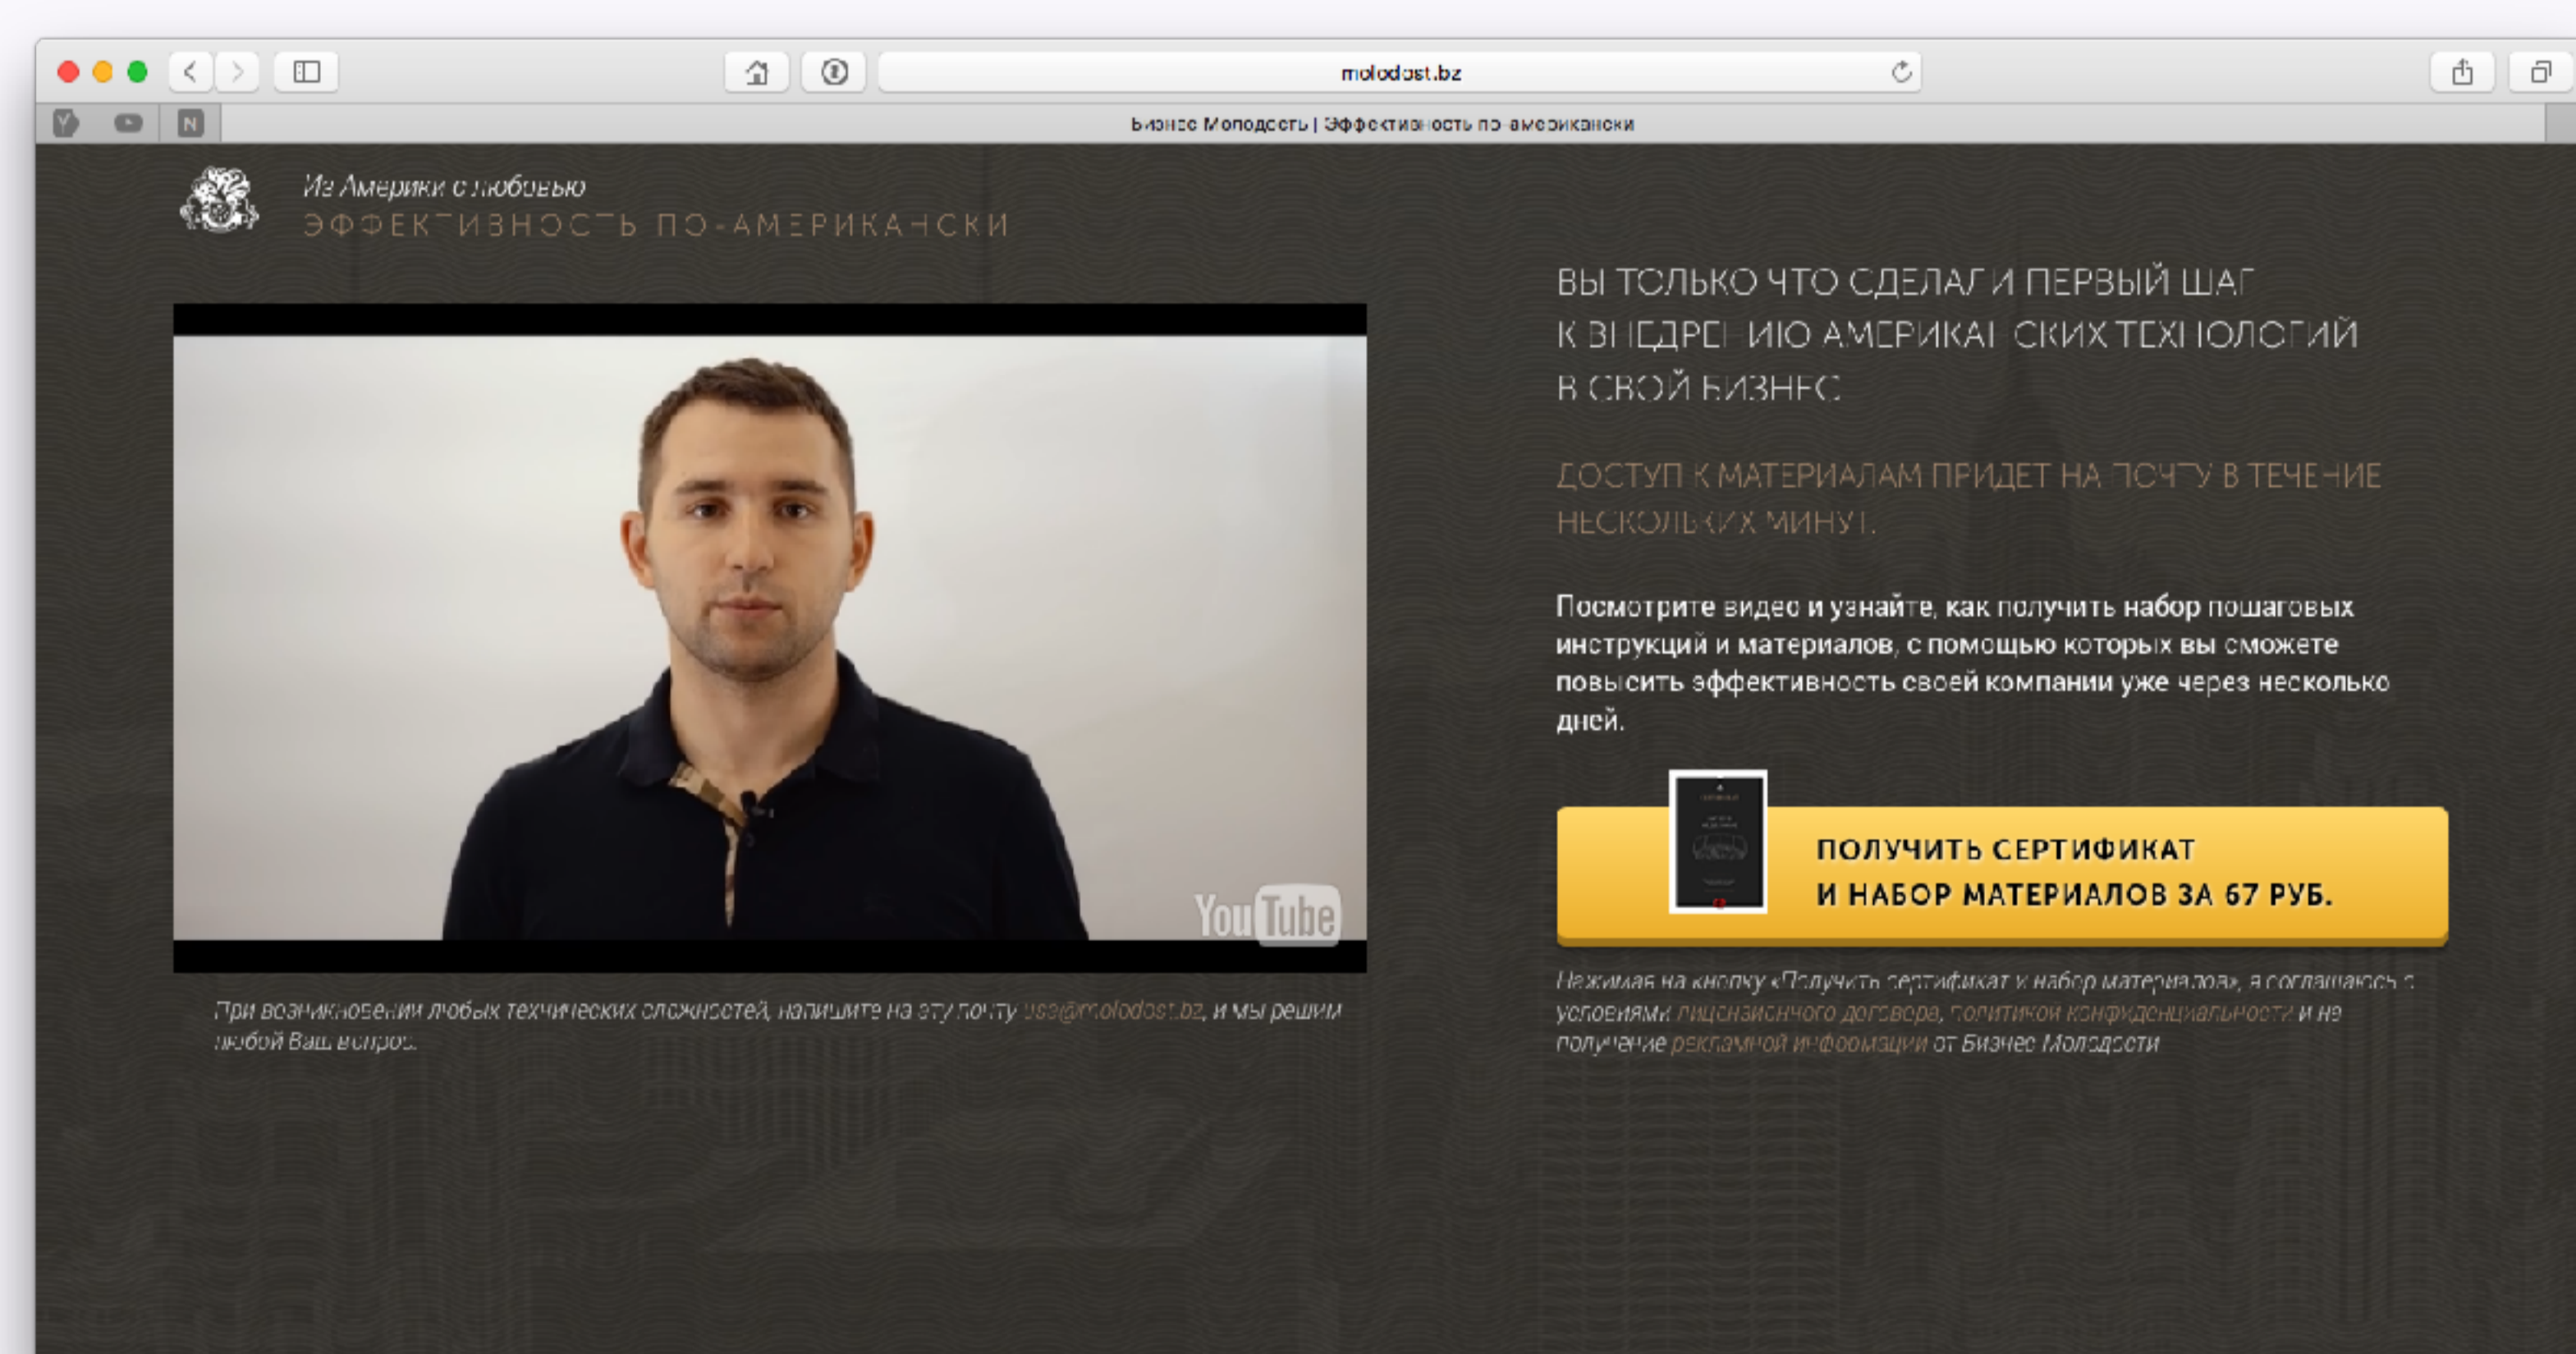 molodost.bz
Бизнес Молодость | Эффективность по-американски
Из Америки с любовью
ЭФФЕКТИВНОСТЬ ПО-АМЕРИКАНСКИ
ВЫ ТОЛЬКО ЧТО СДЕЛАЛИ ПЕРВЫЙ ШАГ
К ВНЕДРЕНИЮ АМЕРИКАНСКИХ ТЕХНОЛОГИЙ
В СВОЙ БИЗНЕС
ДОСТУП К МАТЕРИАЛАМ ПРИДЕТ НА ПОЧТУ В ТЕЧЕНИЕ
НЕСКОЛЬКИХ МИНУТ.
Посмотрите видео и узнайте, как получить набор пошаговых
инструкций и материалов, с помощью которых вы сможете
повысить эффективность своей компании уже через несколько
дней.
ПОЛУЧИТЬ СЕРТИФИКАТ
И НАБОР МАТЕРИАЛОВ ЗА 67 РУБ.
Нажимая на кнопку «Получить сертификат и набор материалов», я соглашаюсь с
условиями лицензионного договора, политикой конфиденциальности и на
получение рекламной информации от Бизнес Молодости
YouTube
При возникновении любых технических сложностей, напишите на эту почту usa@molodost.bz, и мы решим
любой Ваш вопрос.